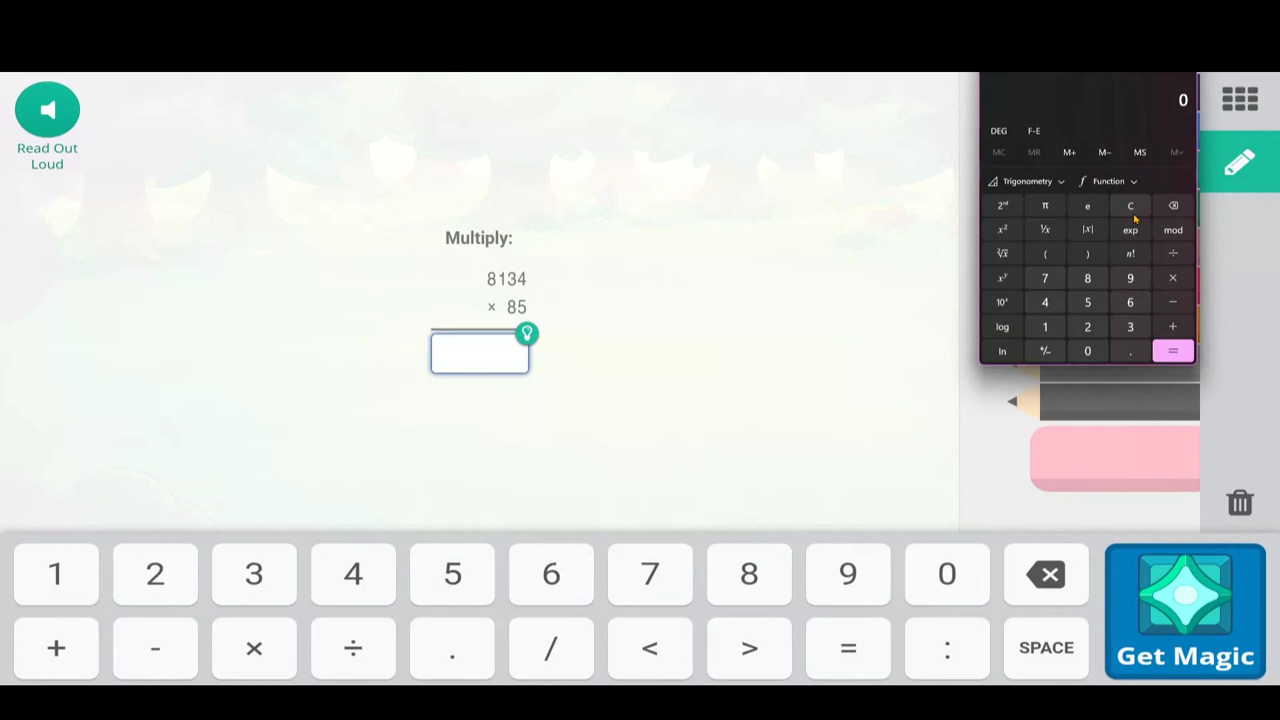 Read Out
Loud
Multiply:
8134
× 85
0
DEG F-E
MC MR M+ M− MS M˅
Trigonometry Function
2ⁿᵈ π e C
x² ⅟x |x| exp mod
²√x ( ) n! ÷
xʸ 7 8 9 ×
10ˣ 4 5 6 −
log 1 2 3 +
ln ⁺/₋ 0 . =
1 2 3 4 5 6 7 8 9 0
+ - × ÷ . / < > = : SPACE
Get Magic